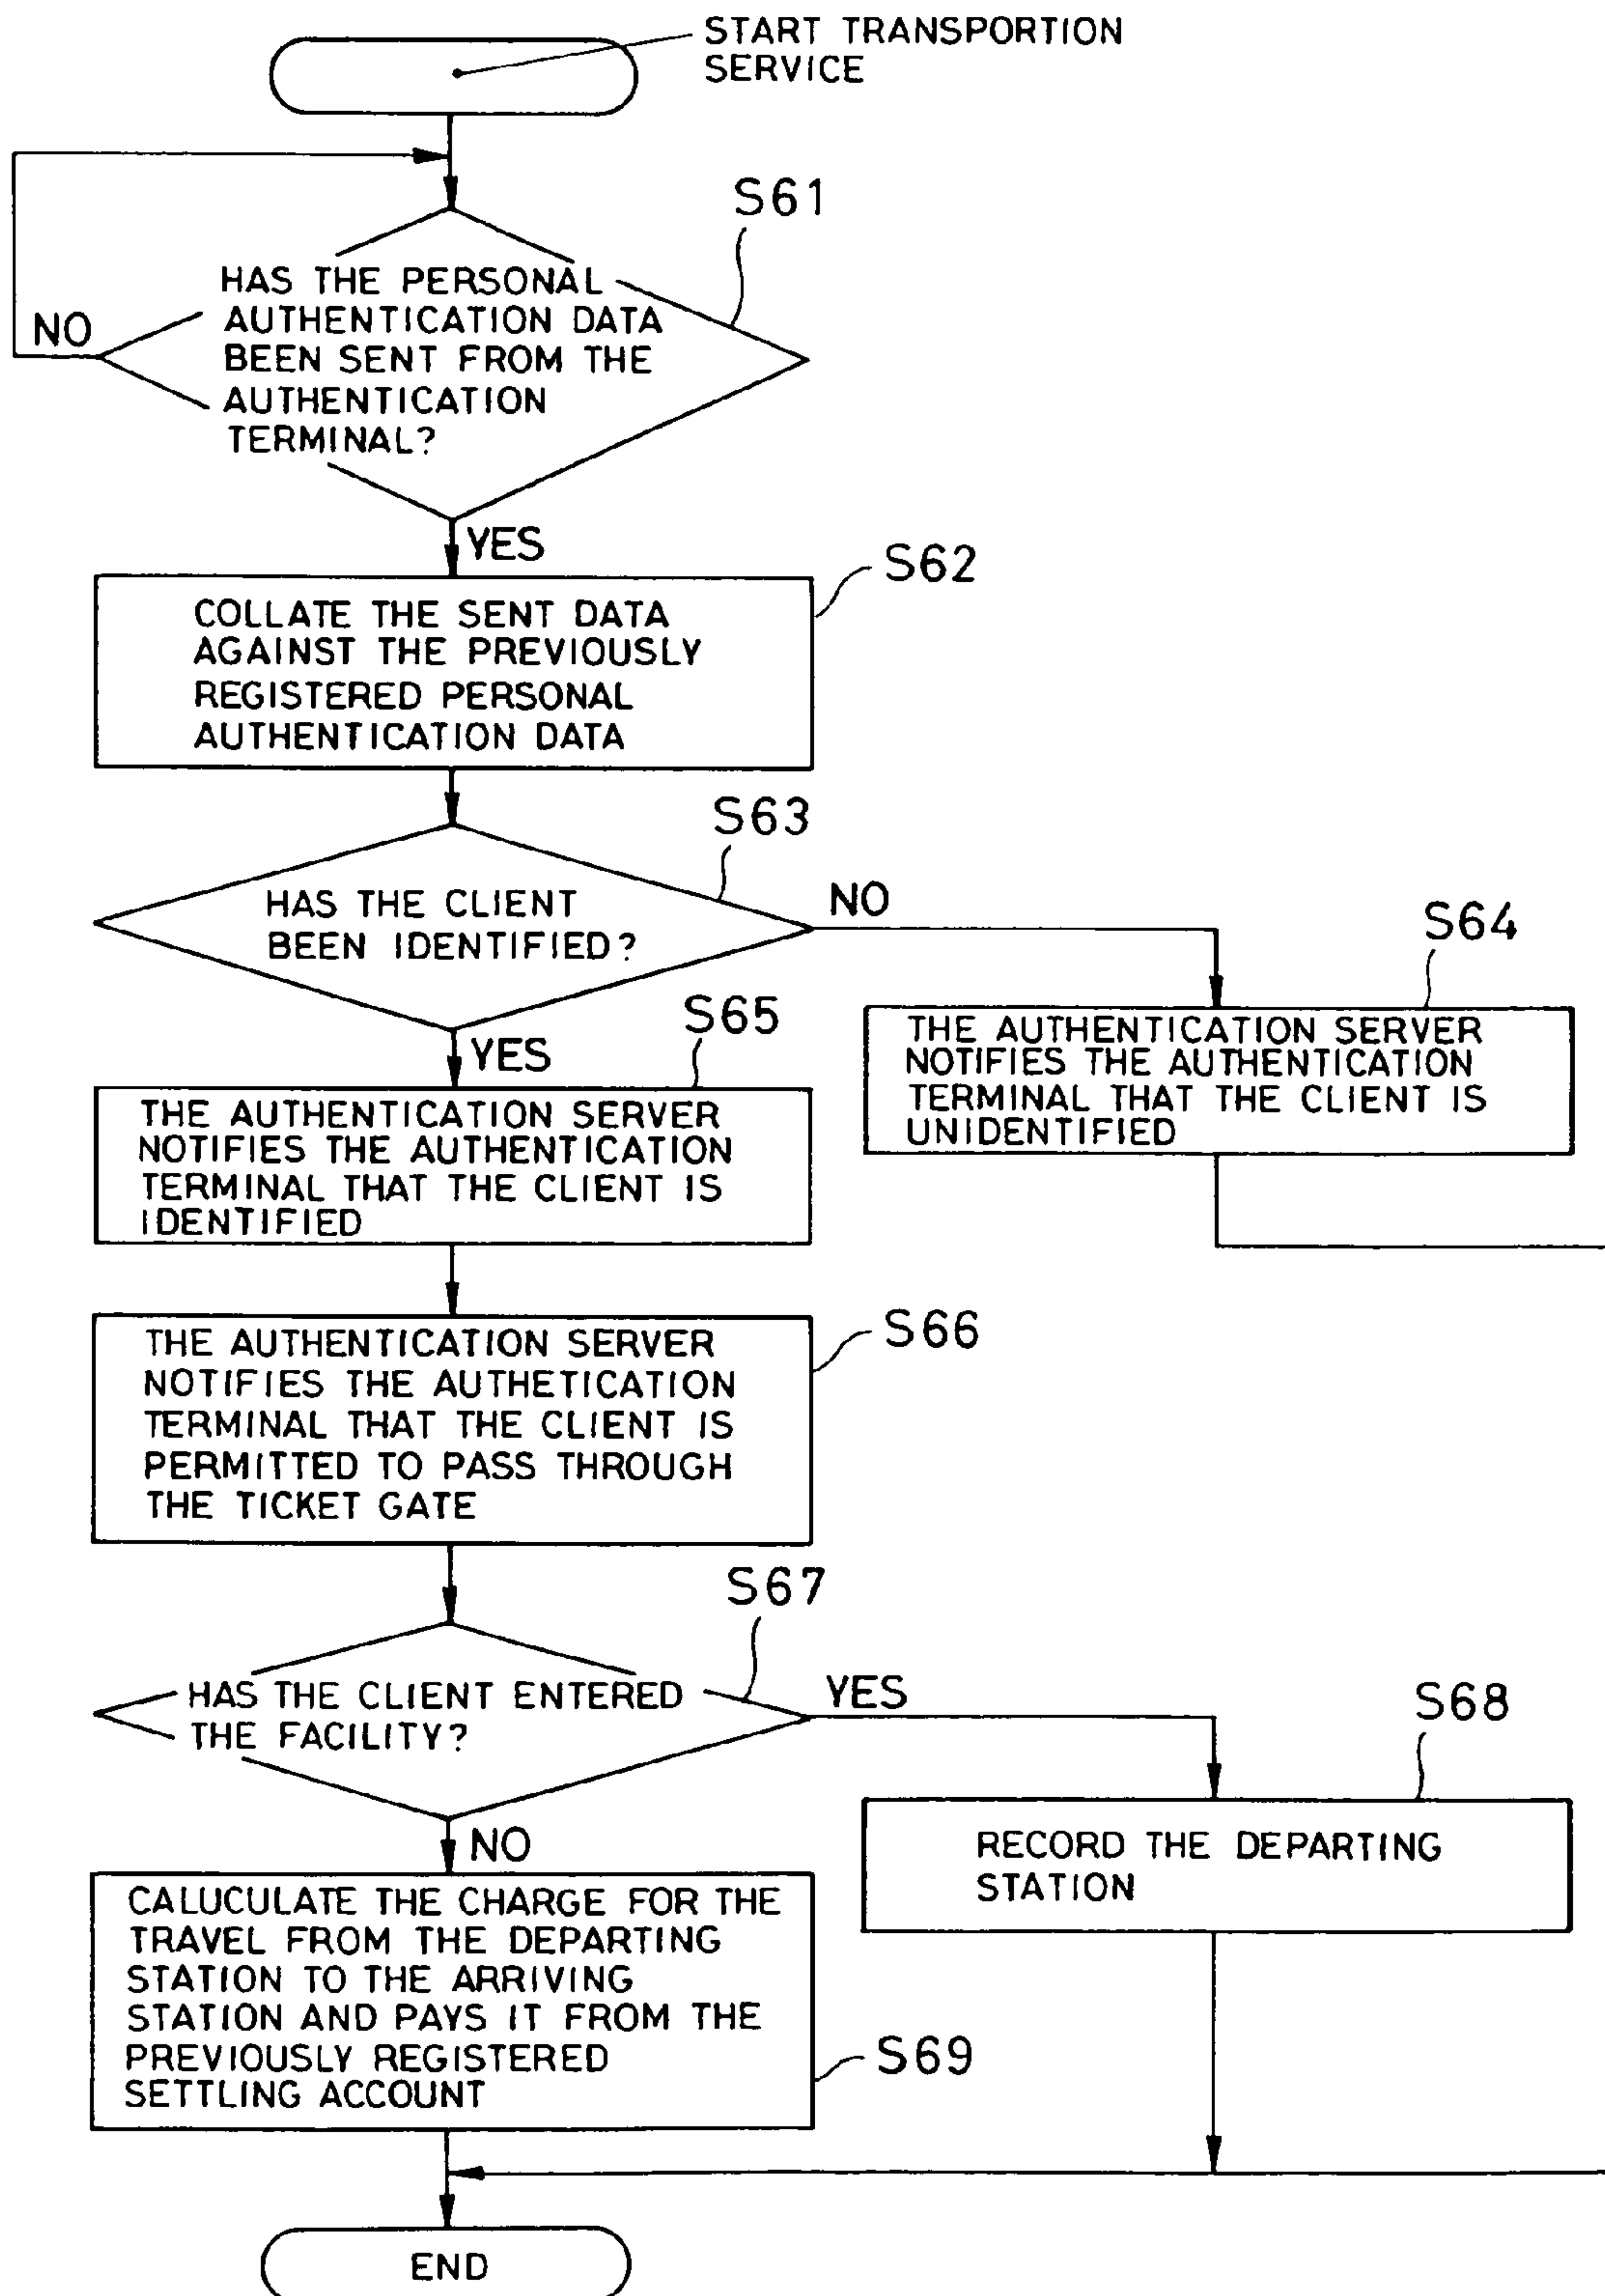 START TRANSPORTION
SERVICE
S61
HAS THE PERSONAL
AUTHENTICATION DATA
BEEN SENT FROM THE
AUTHENTICATION
TERMINAL?
NO
YES
S62
COLLATE THE SENT DATA
AGAINST THE PREVIOUSLY
REGISTERED PERSONAL
AUTHENTICATION DATA
S63
HAS THE CLIENT
BEEN IDENTIFIED?
NO
S64
THE AUTHENTICATION SERVER
NOTIFIES THE AUTHENTICATION
TERMINAL THAT THE CLIENT IS
UNIDENTIFIED
YES
S65
THE AUTHENTICATION SERVER
NOTIFIES THE AUTHENTICATION
TERMINAL THAT THE CLIENT IS
IDENTIFIED
S66
THE AUTHENTICATION SERVER
NOTIFIES THE AUTHETICATION
TERMINAL THAT THE CLIENT IS
PERMITTED TO PASS THROUGH
THE TICKET GATE
S67
HAS THE CLIENT ENTERED
THE FACILITY?
YES
S68
RECORD THE DEPARTING
STATION
NO
CALUCULATE THE CHARGE FOR THE
TRAVEL FROM THE DEPARTING
STATION TO THE ARRIVING
STATION AND PAYS IT FROM THE
PREVIOUSLY REGISTERED
SETTLING ACCOUNT
S69
END